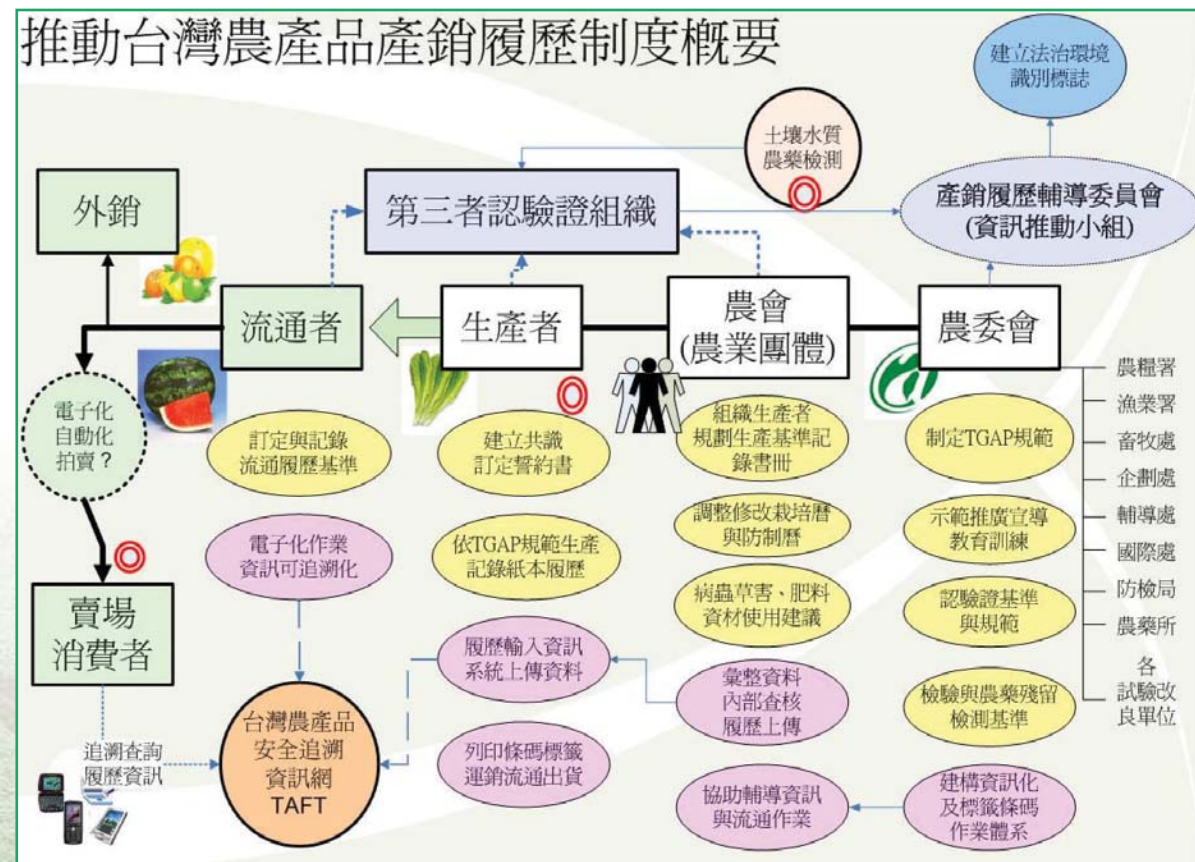 推動台灣農產品產銷履歷制度概要
建立法治環境
識別標誌
土壤水質
農藥檢測
外銷
第三者認驗證組織
產銷履歷輔導委員會
(資訊推動小組)
流通者
生產者
農會
(農業團體)
農委會
電子化
自動化
拍賣？
訂定與記錄
流通履歷基準
建立共識
訂定誓約書
組織生產者
規劃生產基準記
錄書冊
制定TGAP規範
農糧署
漁業署
畜牧處
企劃處
輔導處
國際處
防檢局
農藥所
各
試驗改
良單位
電子化作業
資訊可追溯化
依TGAP規範生產
記錄紙本履歷
調整修改栽培曆
與防制曆
示範推廣宣導
教育訓練
病蟲草害、肥料
資材使用建議
認驗證基準
與規範
賣場
消費者
履歷輸入資訊
系統上傳資料
彙整資料
內部查核
履歷上傳
檢驗與農藥殘留
檢測基準
追溯查詢
履歷資訊
台灣農產品
安全追溯
資訊網
TAFT
列印條碼標籤
運銷流通出貨
協助輔導資訊
與流通作業
建構資訊化
及標籤條碼
作業體系